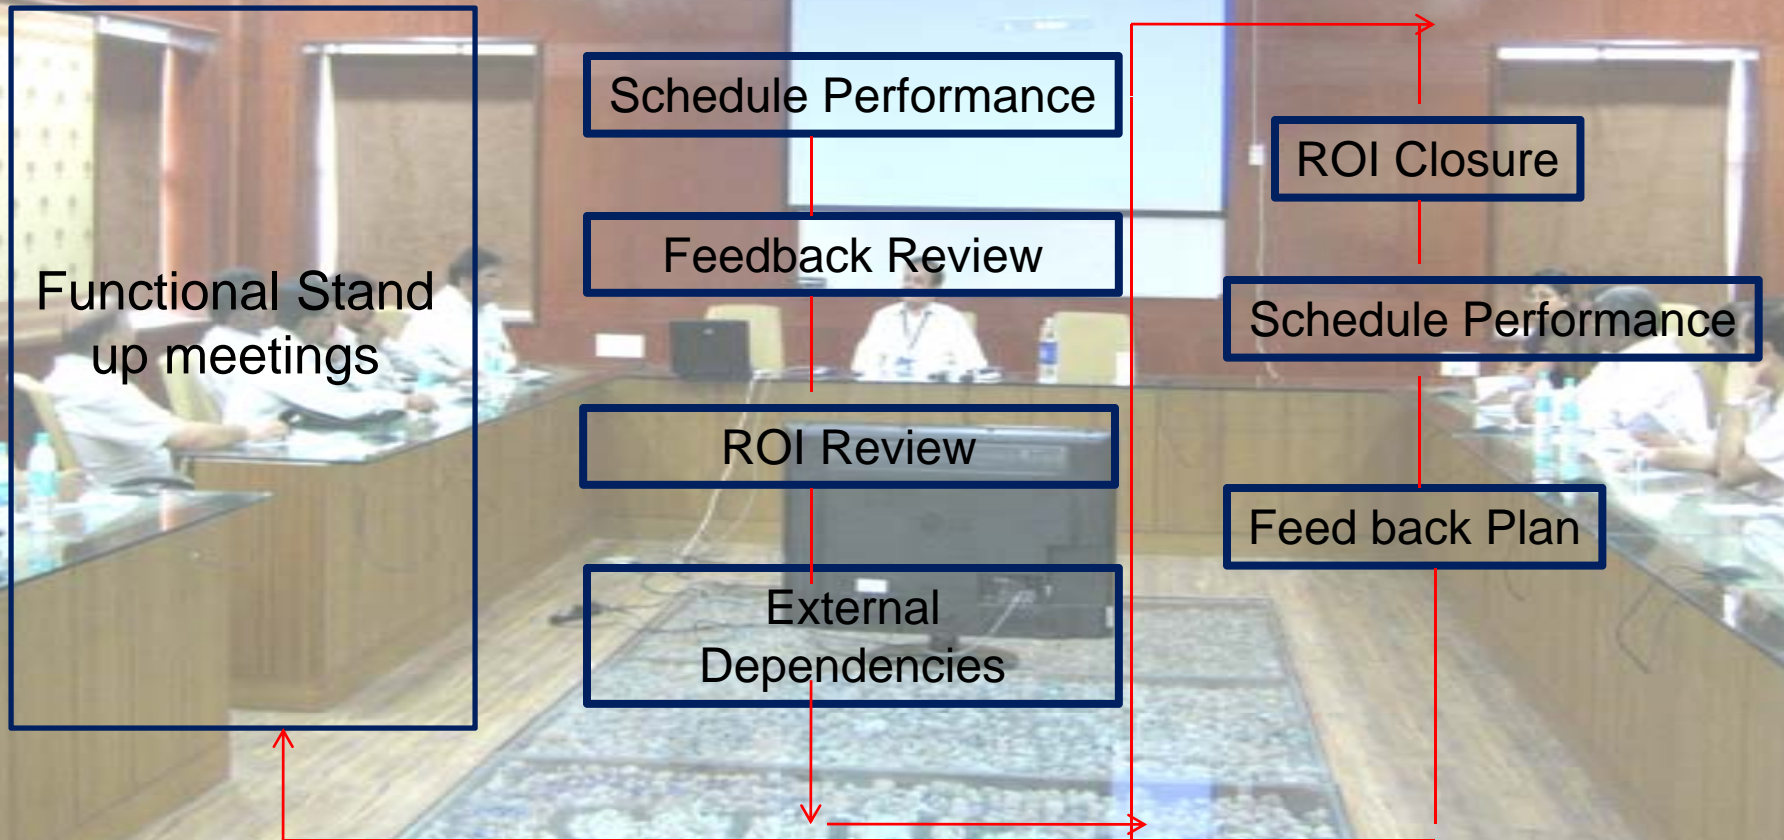 Functional Stand
up meetings
Schedule Performance
Feedback Review
ROI Review
External
Dependencies
ROI Closure
Schedule Performance
Feed back Plan